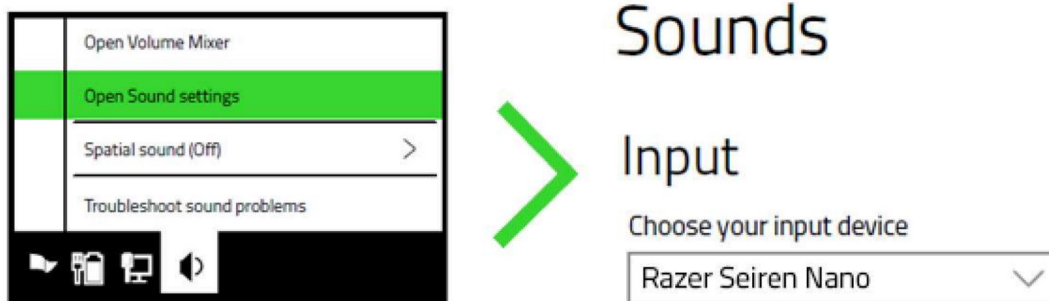 Open Volume Mixer
Open Sound settings
Spatial sound (Off)
Troubleshoot sound problems
Sounds
Input
Choose your input device
Razer Seiren Nano